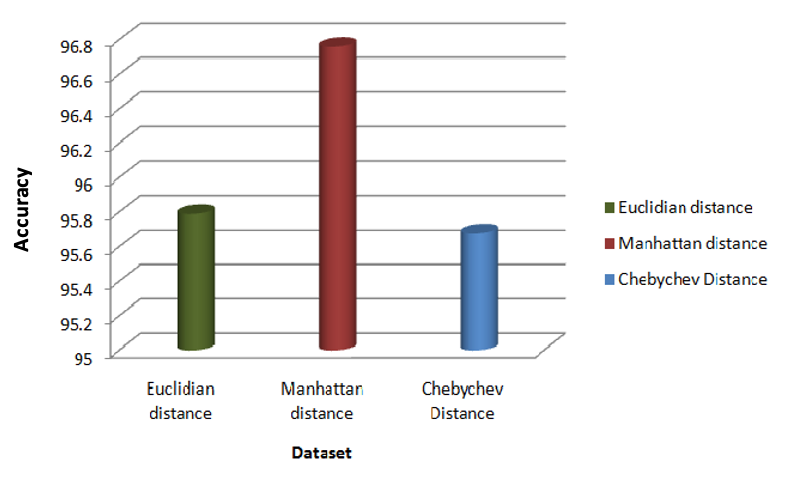 96.8
96.6
96.4
96.2
96
95.8
95.6
95.4
95.2
95
Accuracy
Euclidian
distance
Manhattan
distance
Chebychev
Distance
Dataset
Euclidian distance
Manhattan distance
Chebychev Distance